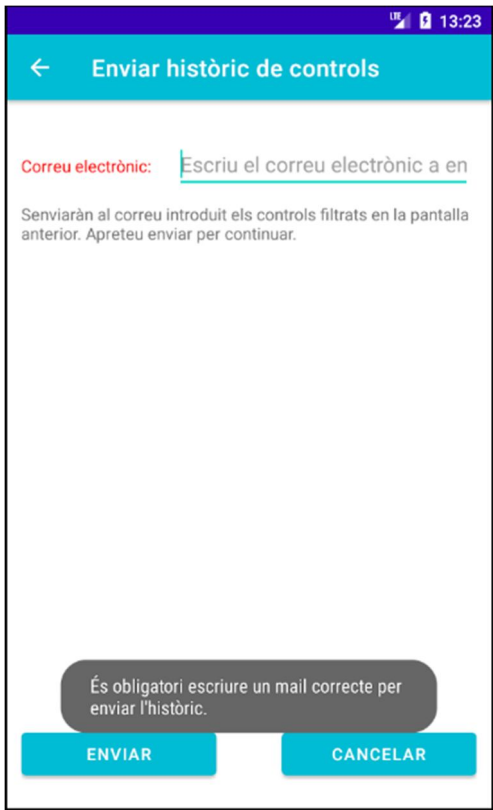 LTE 13:23
Enviar històric de controls
Correu electrònic: Escriu el correu electrònic a en
Senviaràn al correu introduit els controls filtrats en la pantalla
anterior. Apreteu enviar per continuar.
És obligatori escriure un mail correcte per
enviar l'històric.
ENVIAR CANCELAR